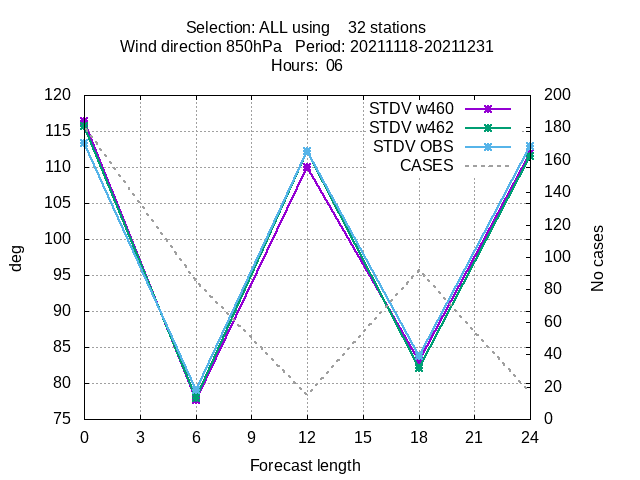 Selection: ALL using    32 stations
Wind direction 850hPa   Period: 20211118-20211231
Hours:  06
STDV w460
STDV w462
STDV OBS
CASES
deg
120
115
110
105
100
95
90
85
80
75
200
180
160
140
120
100
80
60
40
20
0
No cases
0 3 6 9 12 15 18 21 24
Forecast length